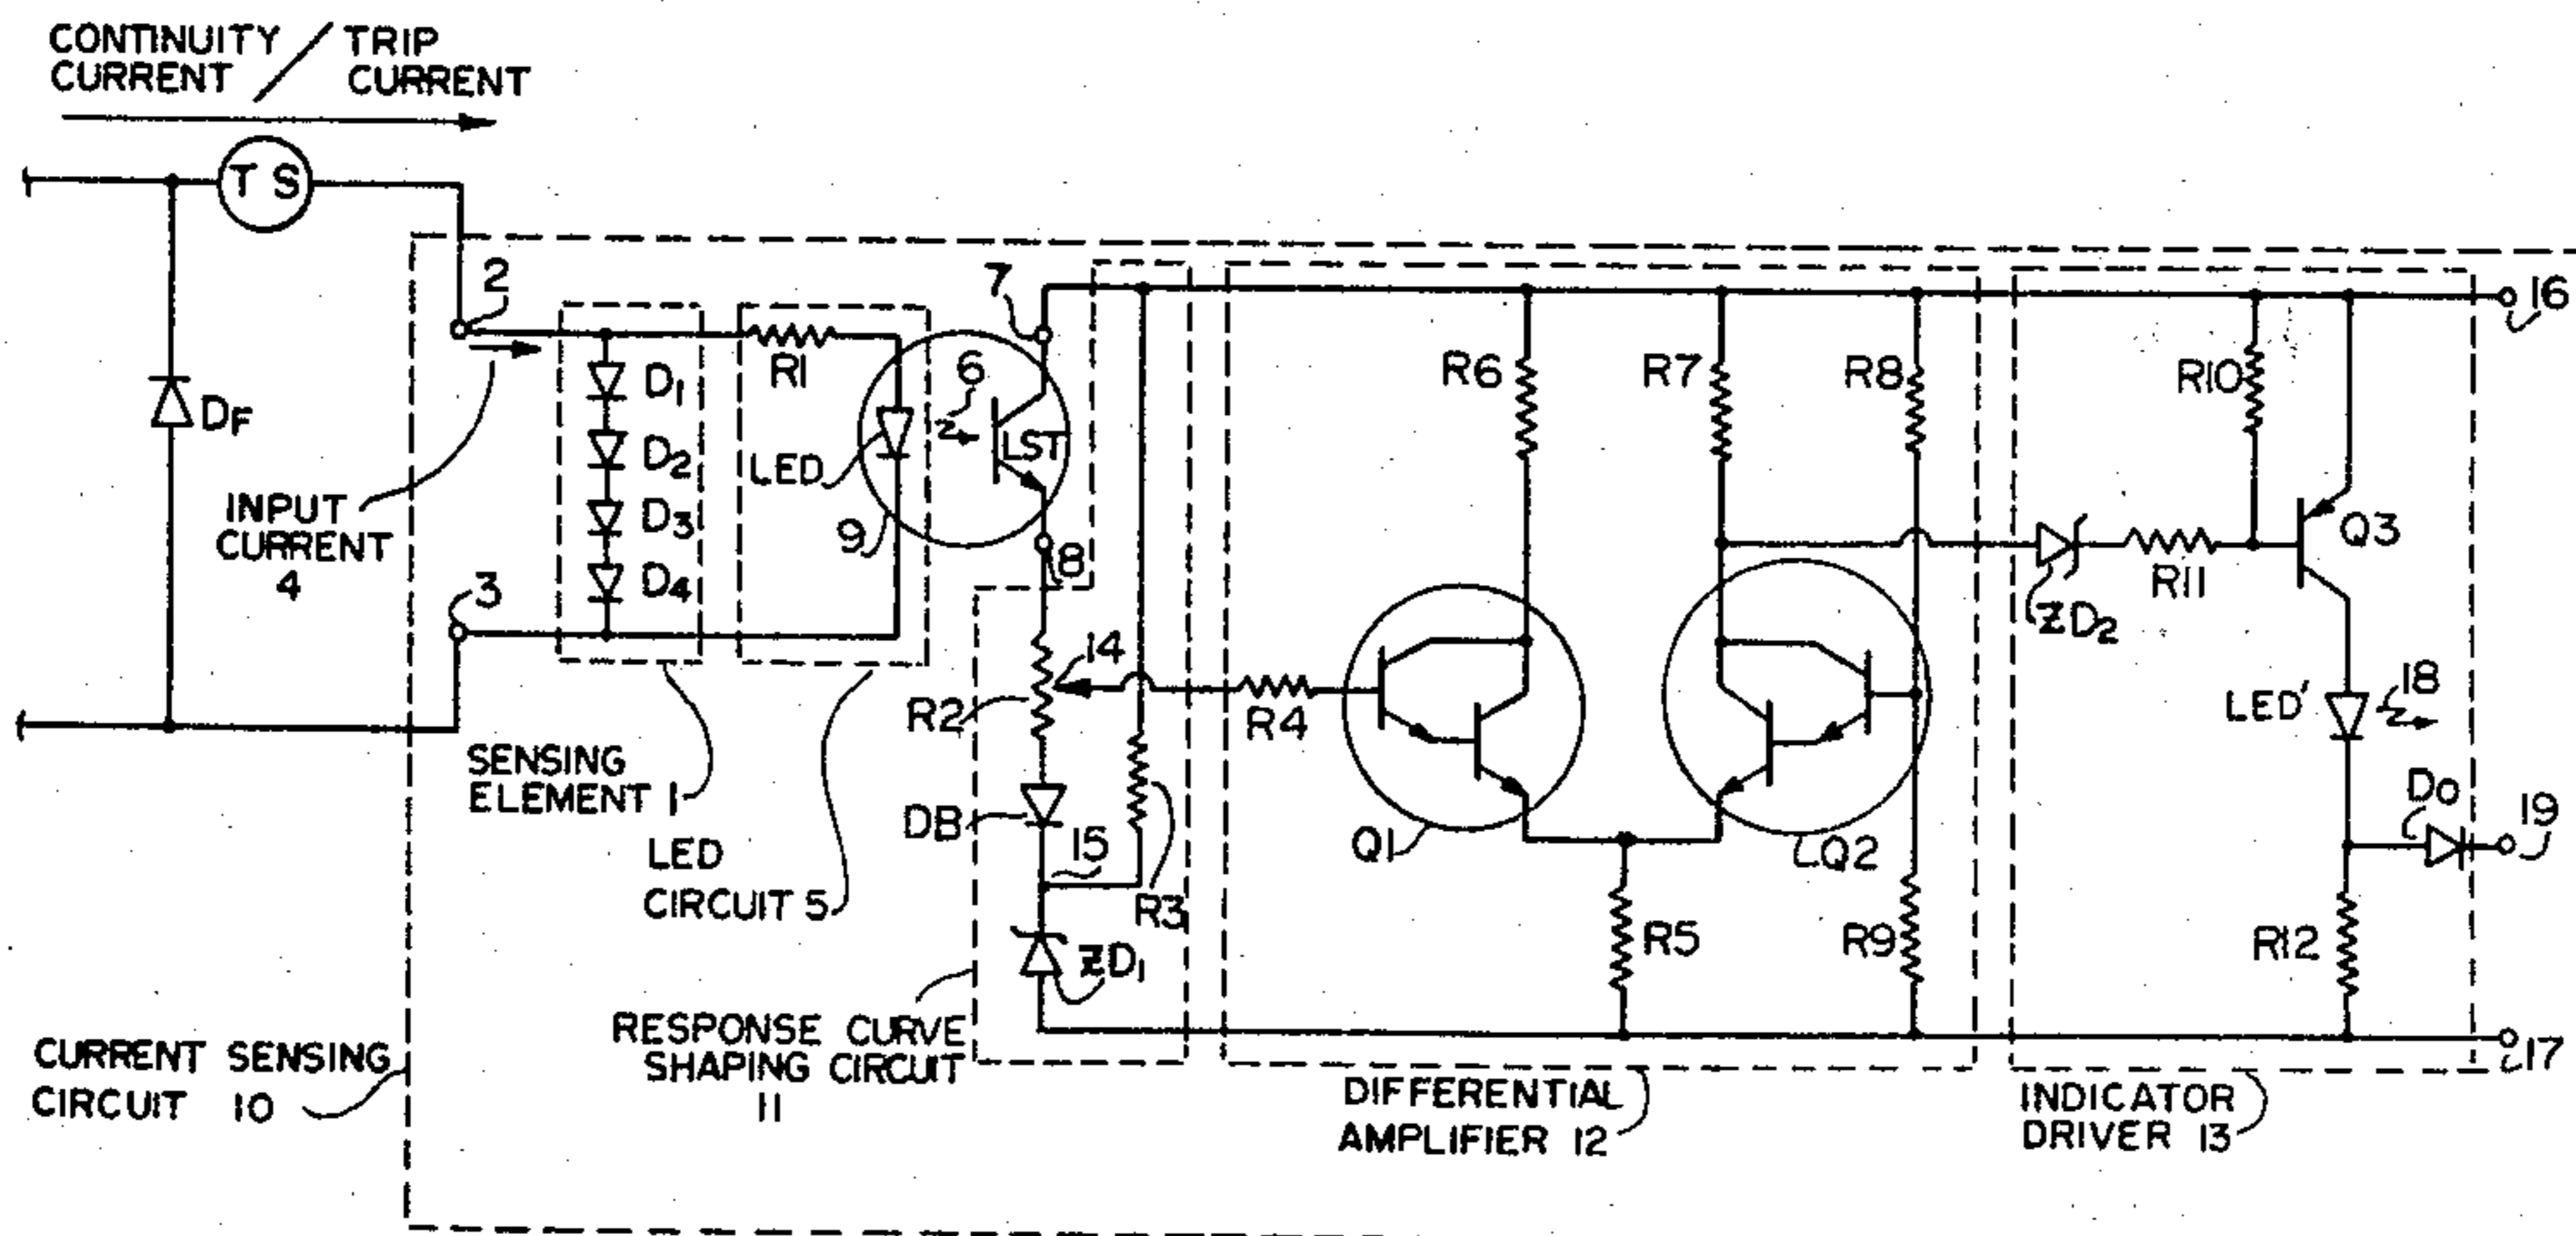 CONTINUITY / TRIP
CURRENT / CURRENT
TS
DF
2
INPUT
CURRENT
4
3
D1
D2
D3
D4
SENSING
ELEMENT 1
R1
LED
9
LED
CIRCUIT 5
6
7
LST
8
14
R2
DB
15
R3
ZD1
RESPONSE CURVE
SHAPING CIRCUIT
11
CURRENT SENSING
CIRCUIT 10
R4
R6
R7
R8
Q1
Q2
R5
R9
DIFFERENTIAL
AMPLIFIER 12
R10
16
ZD2
R11
Q3
LED'
18
DO
19
R12
17
INDICATOR
DRIVER 13